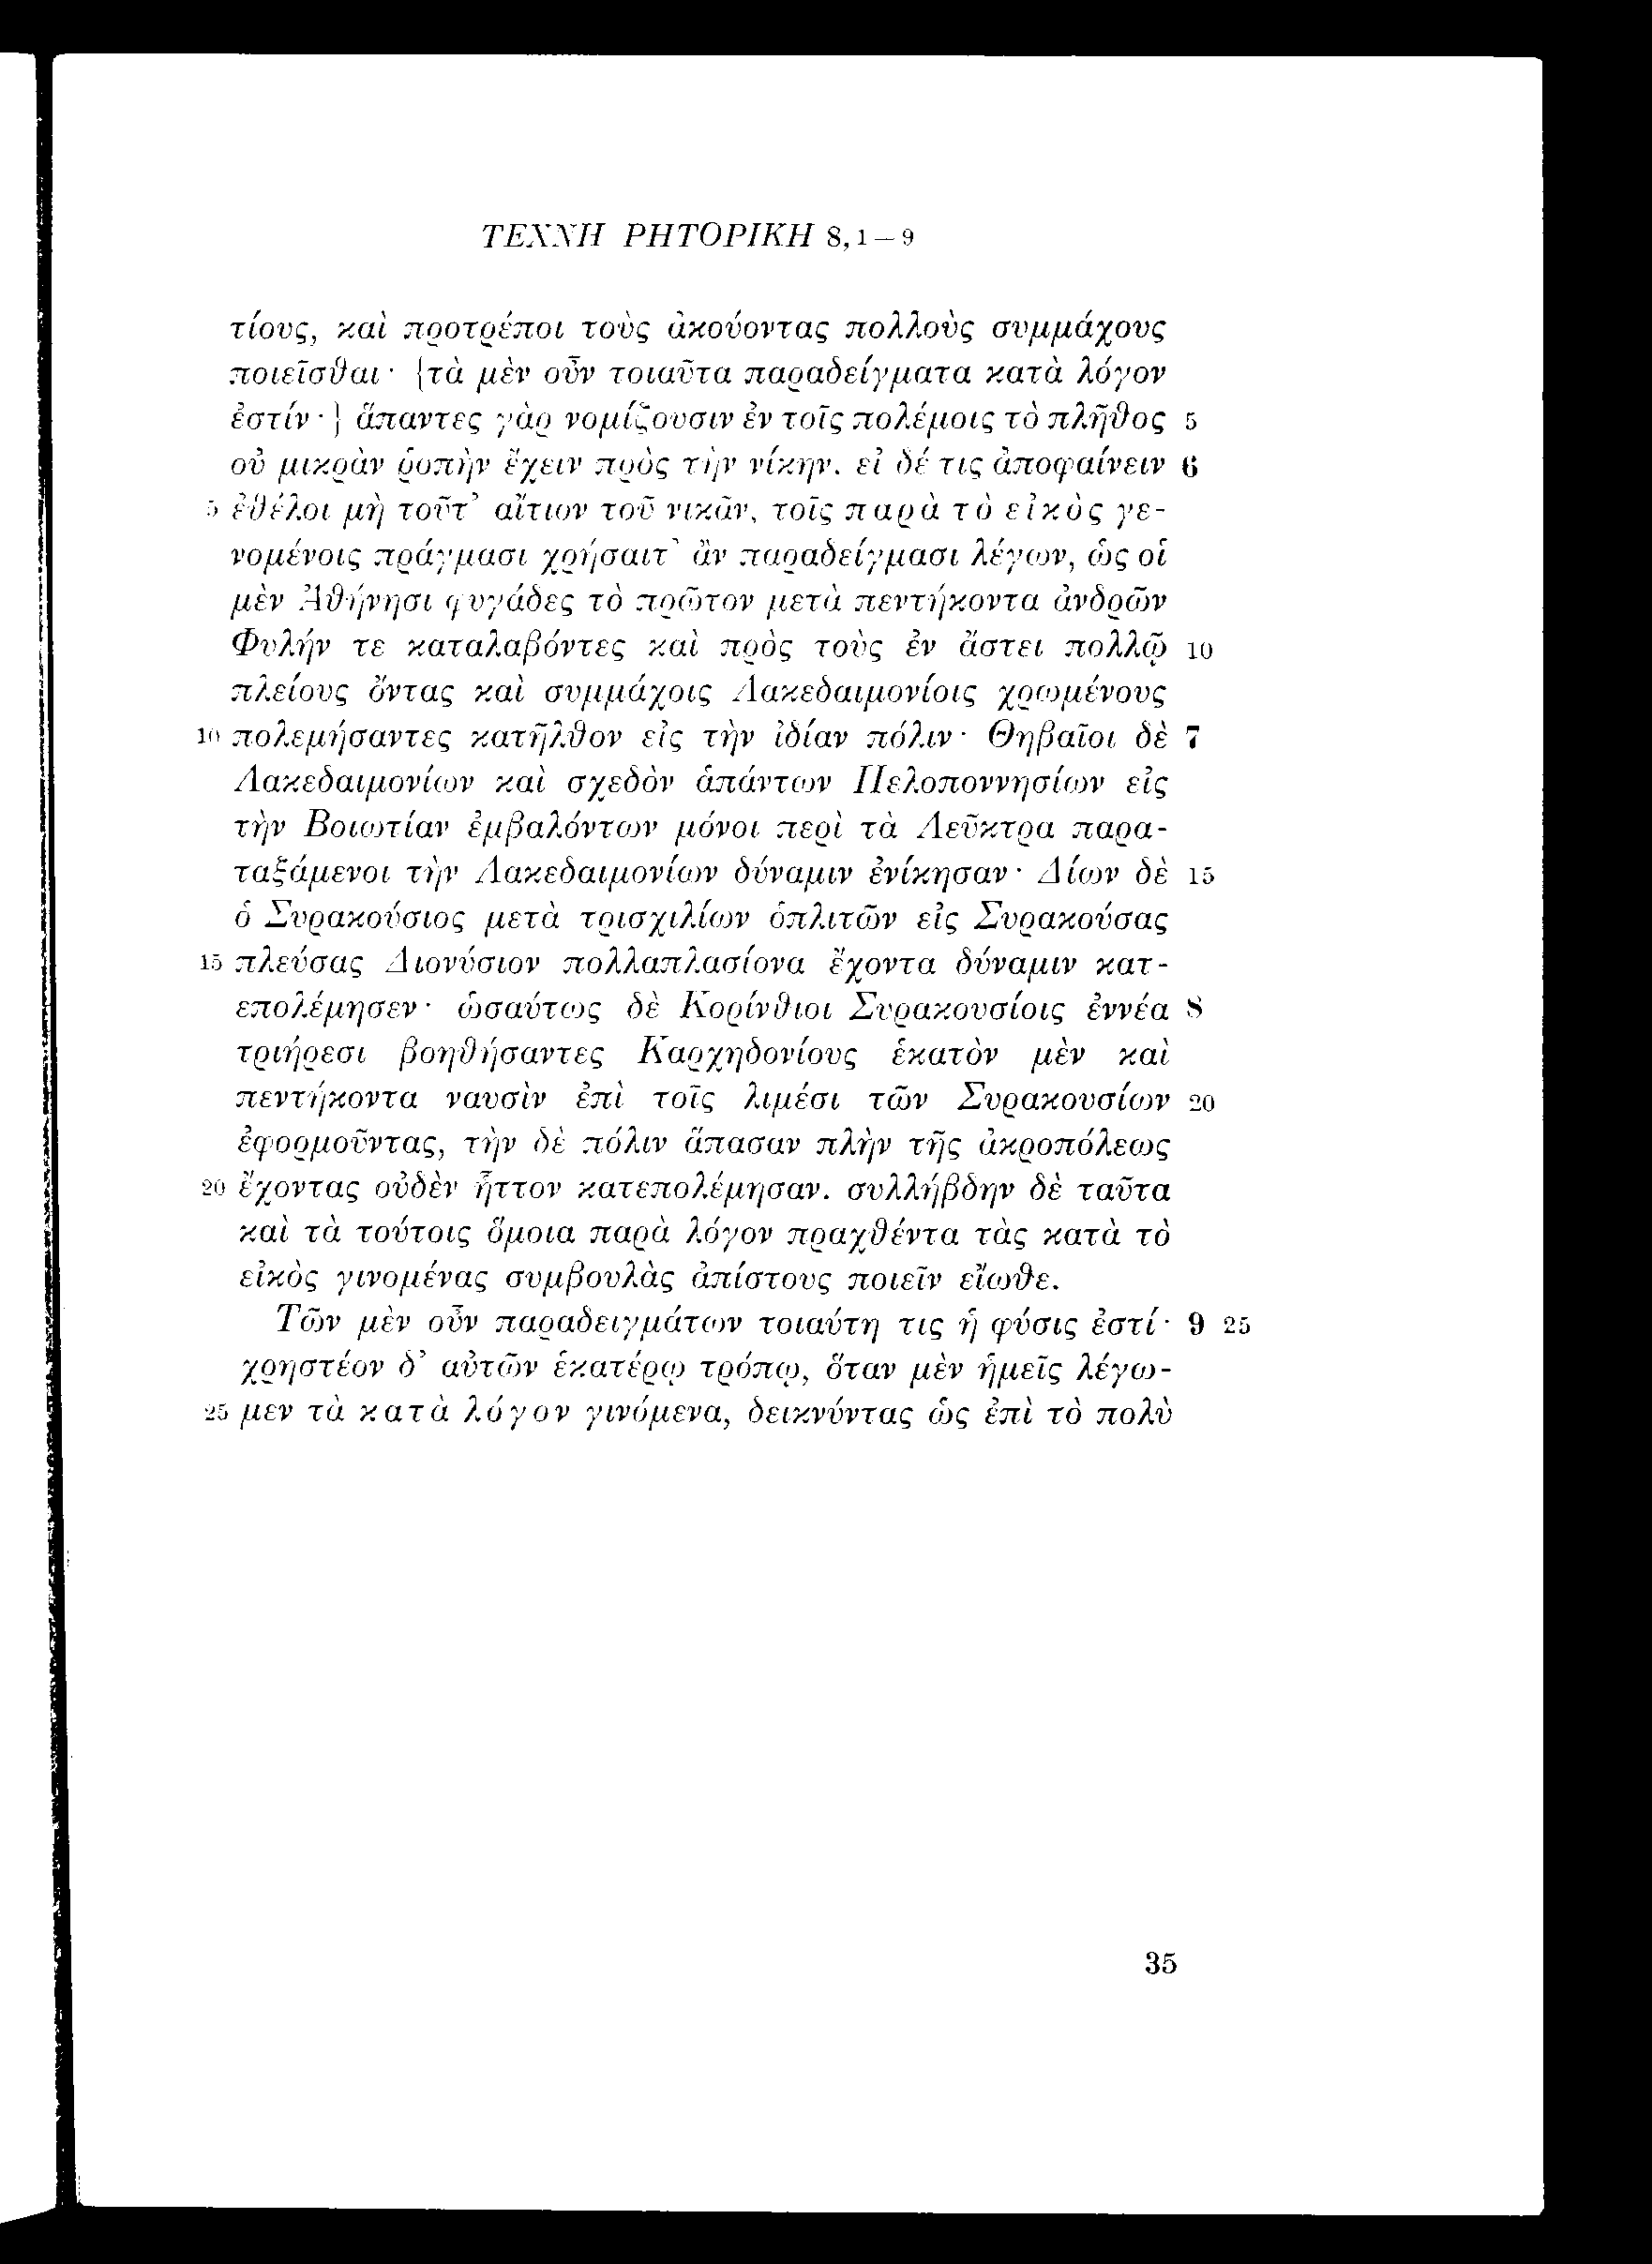 ΤΕΧΝΗ ΡΗΤΟΡΙΚΗ 8,1–9
τίους, καὶ προτρέποι τοὺς ἀκούοντας πολλοὺς συμμάχους
ποιεῖσθαι· {τὰ μὲν οὖν τοιαῦτα παραδείγματα κατὰ λόγον
ἐστίν·} ἅπαντες γὰρ νομίζουσιν ἐν τοῖς πολέμοις τὸ πλῆθος 5
οὐ μικρὰν ῥοπὴν ἔχειν πρὸς τὴν νίκην. εἰ δέ τις ἀποφαίνειν 6
5 ἐθέλοι μὴ τοῦτ’ αἴτιον τοῦ νικᾶν, τοῖς παρὰ τὸ εἰκὸς γε-
νομένοις πράγμασι χρήσαιτ’ ἂν παραδείγμασι λέγων, ὡς οἱ
μὲν Ἀθήνησι φυγάδες τὸ πρῶτον μετὰ πεντήκοντα ἀνδρῶν
Φυλήν τε καταλαβόντες καὶ πρὸς τοὺς ἐν ἄστει πολλῷ 10
πλείους ὄντας καὶ συμμάχοις Λακεδαιμονίοις χρωμένους
10 πολεμήσαντες κατῆλθον εἰς τὴν ἰδίαν πόλιν· Θηβαῖοι δὲ 7
Λακεδαιμονίων καὶ σχεδὸν ἁπάντων Πελοποννησίων εἰς
τὴν Βοιωτίαν ἐμβαλόντων μόνοι περὶ τὰ Λεῦκτρα παρα-
ταξάμενοι τὴν Λακεδαιμονίων δύναμιν ἐνίκησαν· Δίων δὲ 15
ὁ Συρακούσιος μετὰ τρισχιλίων ὁπλιτῶν εἰς Συρακούσας
15 πλεύσας Διονύσιον πολλαπλασίονα ἔχοντα δύναμιν κατ-
επολέμησεν· ὡσαύτως δὲ Κορίνθιοι Συρακουσίοις ἐννέα 8
τριήρεσι βοηθήσαντες Καρχηδονίους ἑκατὸν μὲν καὶ
πεντήκοντα ναυσὶν ἐπὶ τοῖς λιμέσι τῶν Συρακουσίων 20
ἐφορμοῦντας, τὴν δὲ πόλιν ἅπασαν πλὴν τῆς ἀκροπόλεως
20 ἔχοντας οὐδὲν ἧττον κατεπολέμησαν. συλλήβδην δὲ ταῦτα
καὶ τὰ τούτοις ὅμοια παρὰ λόγον πραχθέντα τὰς κατὰ τὸ
εἰκὸς γινομένας συμβουλὰς ἀπίστους ποιεῖν εἴωθε.
Τῶν μὲν οὖν παραδειγμάτων τοιαύτη τις ἡ φύσις ἐστί· 9 25
χρηστέον δ’ αὐτῶν ἑκατέρῳ τρόπῳ, ὅταν μὲν ἡμεῖς λέγω-
25 μεν τὰ κατὰ λόγον γινόμενα, δεικνύντας ὡς ἐπὶ τὸ πολὺ
35